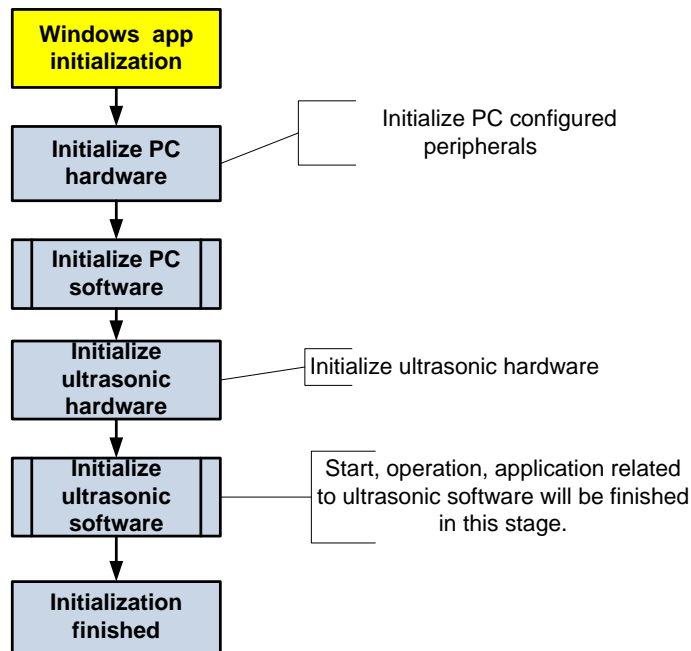 Windows app
initialization
Initialize PC
hardware
Initialize PC configured
peripherals
Initialize PC
software
Initialize
ultrasonic
hardware
Initialize ultrasonic hardware
Initialize
ultrasonic
software
Start, operation, application related
to ultrasonic software will be finished
in this stage.
Initialization
finished